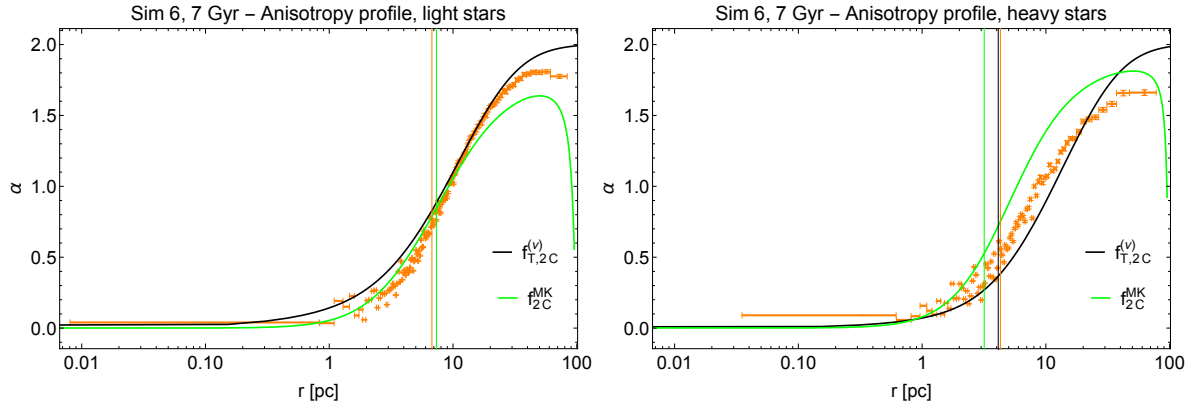 Sim 6, 7 Gyr – Anisotropy profile, light stars
2.0
1.5
1.0
0.5
0.0
α
f_{T,2C}^{(ν)}
f_{2C}^{MK}
0.01 0.10 1 10 100
r [pc]
Sim 6, 7 Gyr – Anisotropy profile, heavy stars
2.0
1.5
1.0
0.5
0.0
α
f_{T,2C}^{(ν)}
f_{2C}^{MK}
0.01 0.10 1 10 100
r [pc]